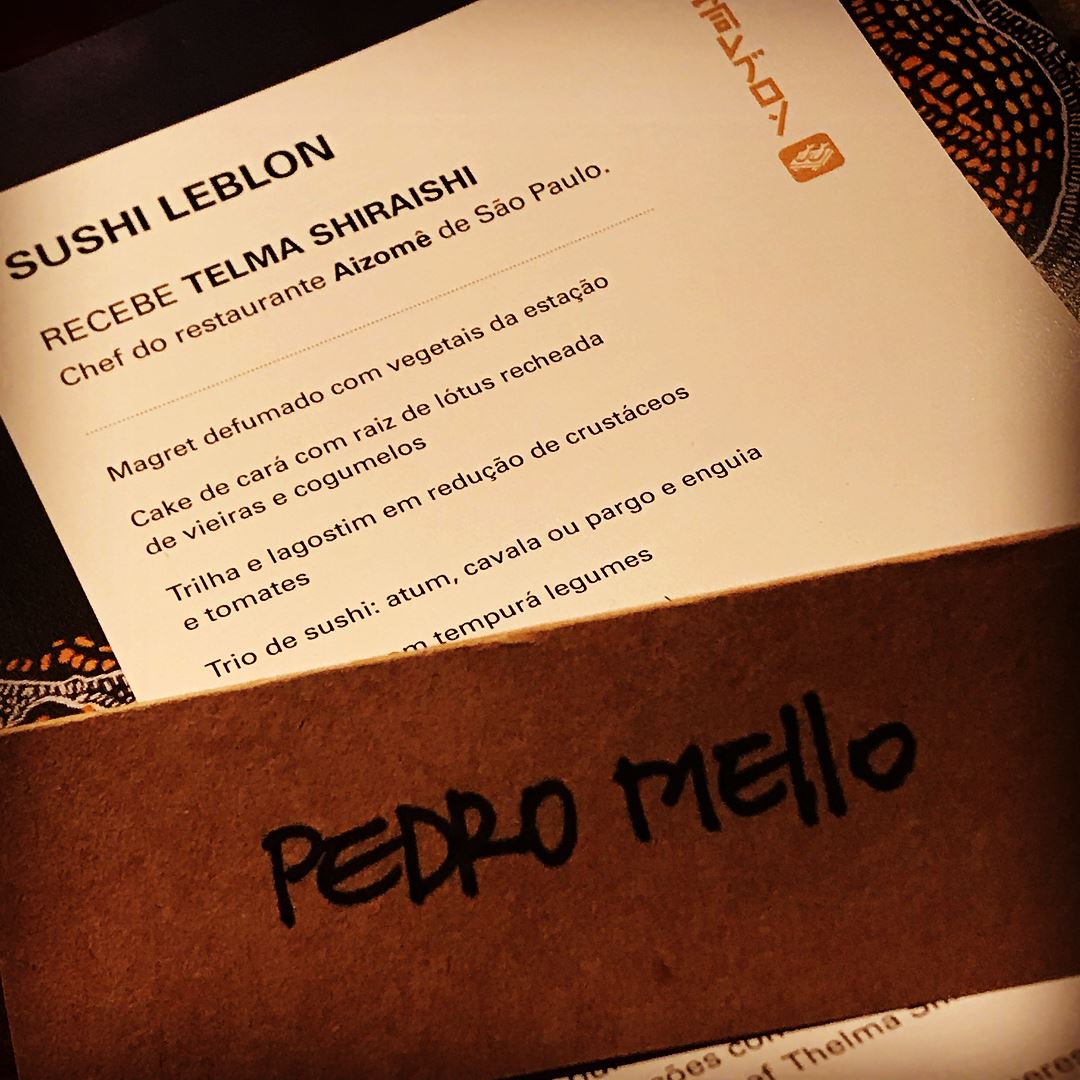 SUSHI LEBLON
RECEBE TELMA SHIRAISHI
Chef do restaurante Aizomê de São Paulo.
Magret defumado com vegetais da estação
Cake de cará com raiz de lótus recheada
de vieiras e cogumelos
Trilha e lagostim em redução de crustáceos
e tomates
Trio de sushi: atum, cavala ou pargo e enguia
tempurá legumes
PEDRO MELLO
Thelma